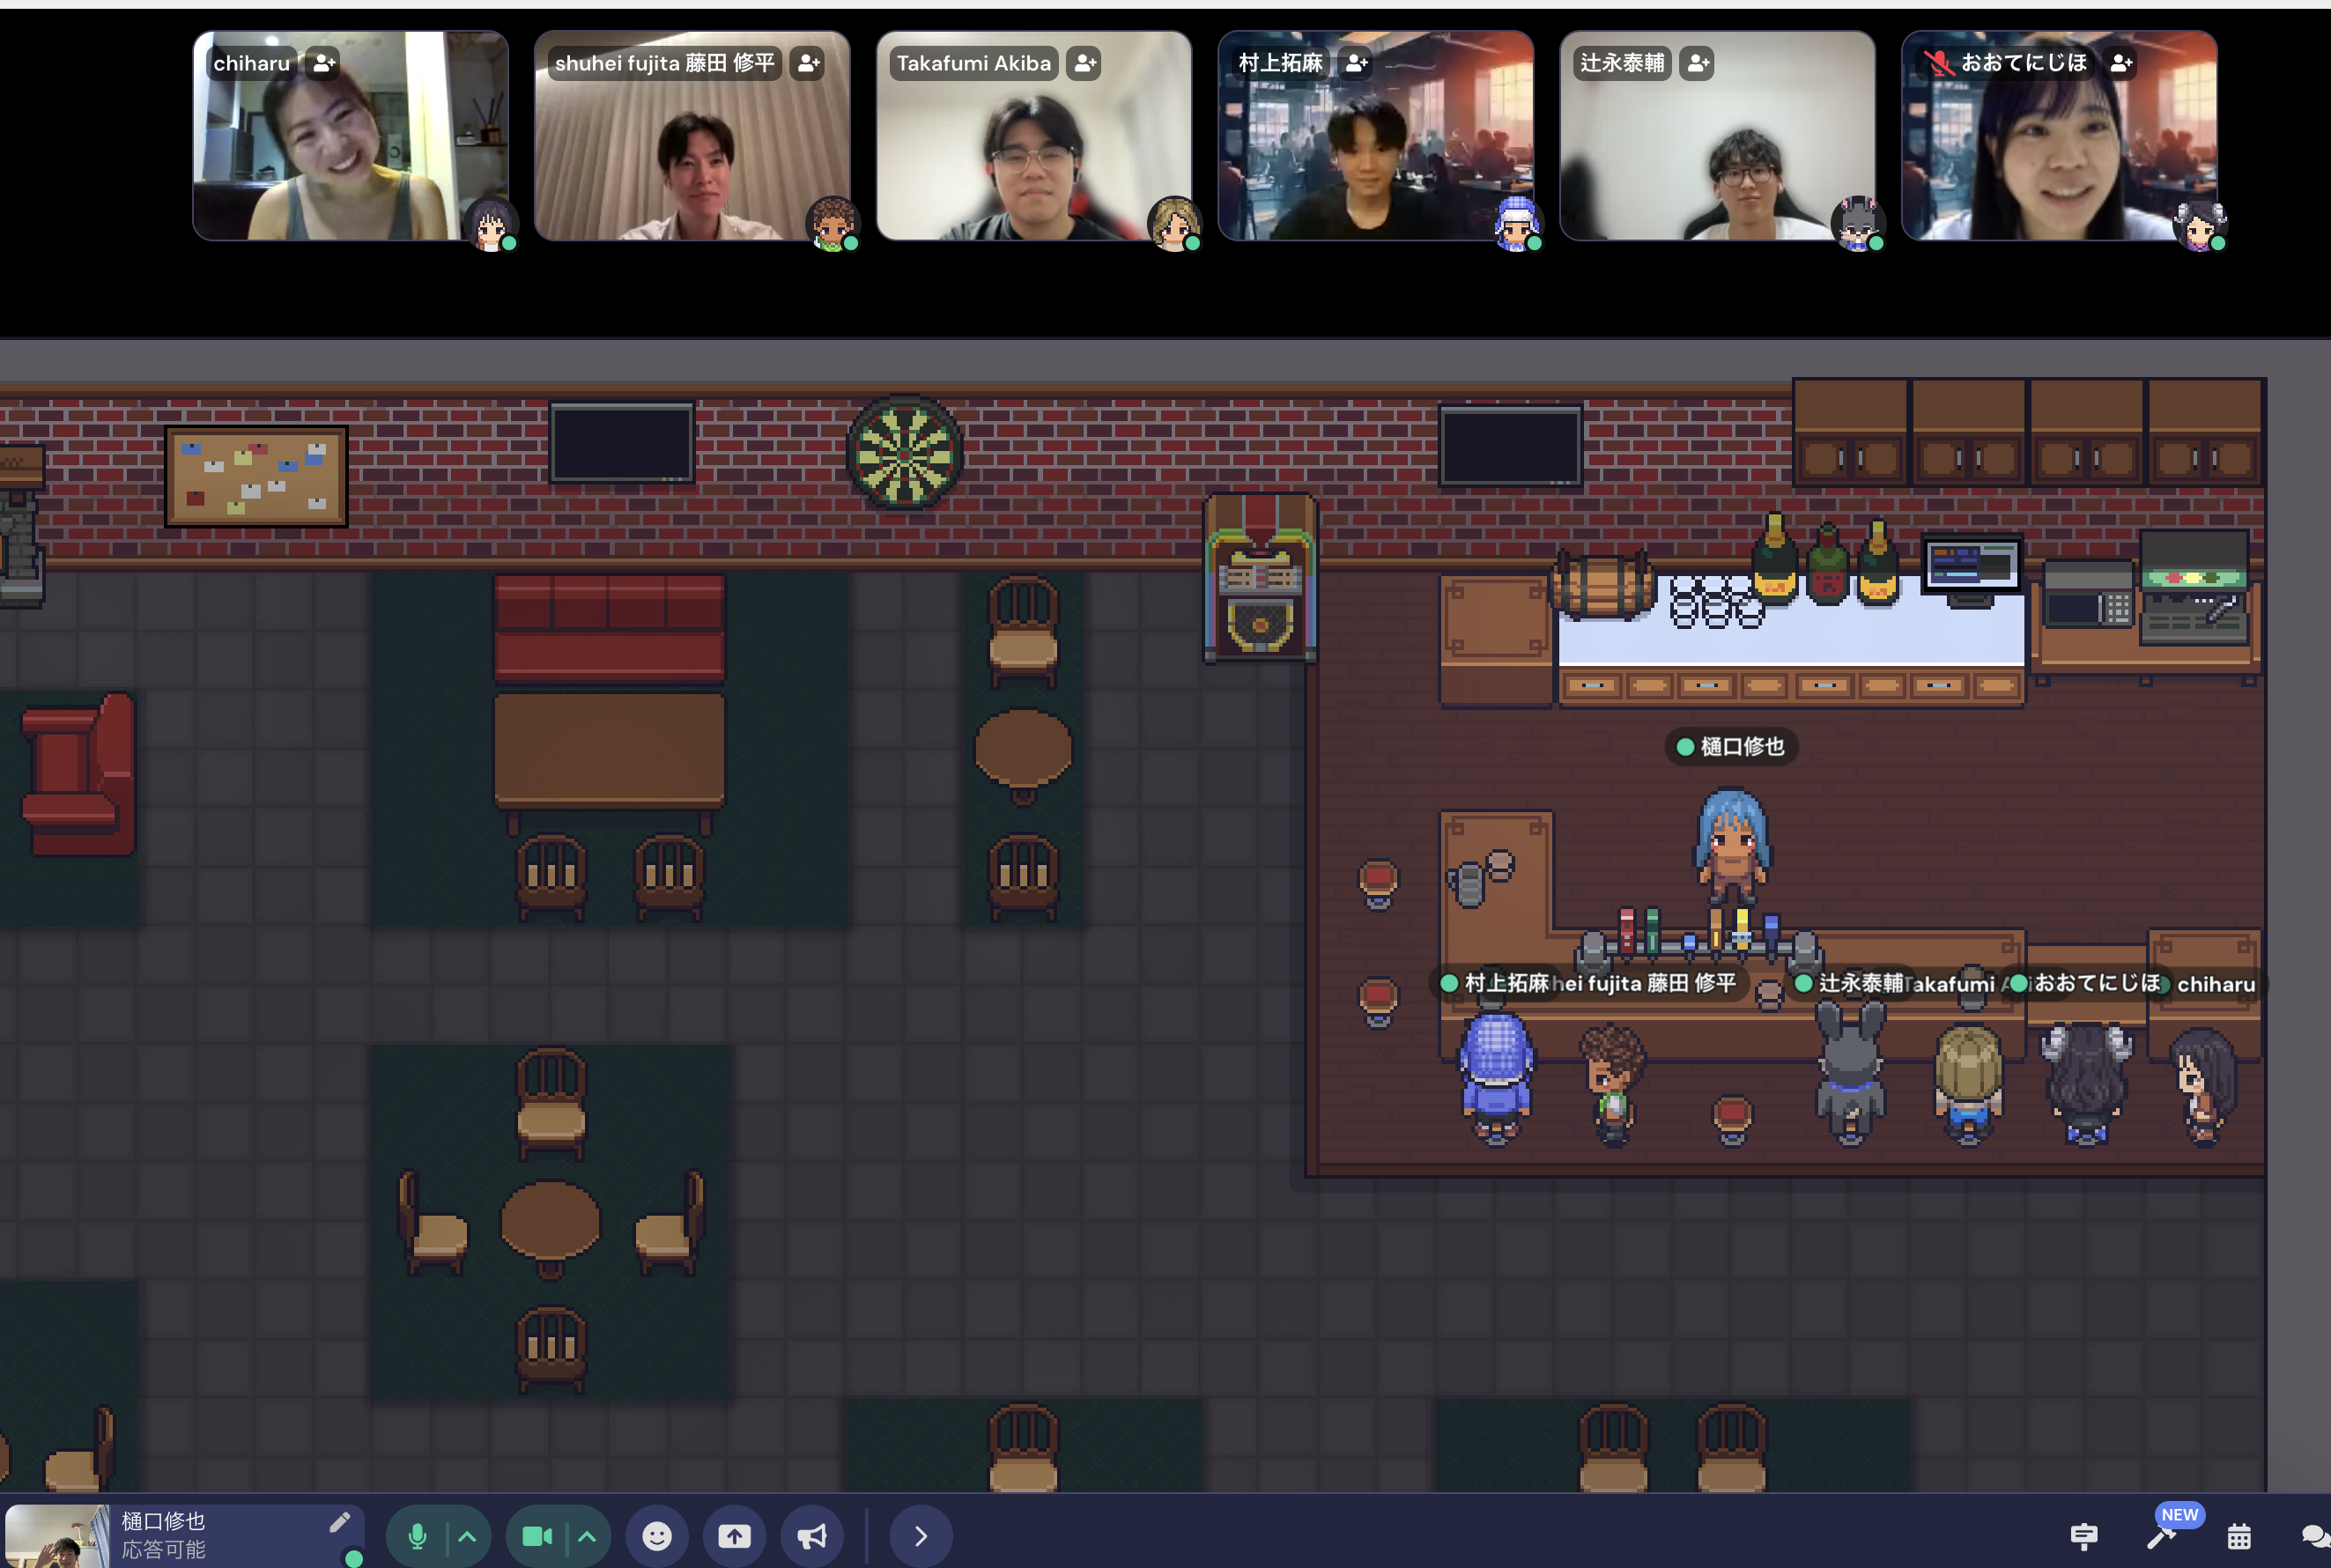 chiharu
shuhei fujita 藤田 修平
Takafumi Akiba
村上拓麻
辻永泰輔
おおてにじほ
樋口修也
村上拓麻
hei fujita 藤田 修平
辻永泰輔
akafumi A
おおてにじほ
chiharu
樋口修也
応答可能
NEW